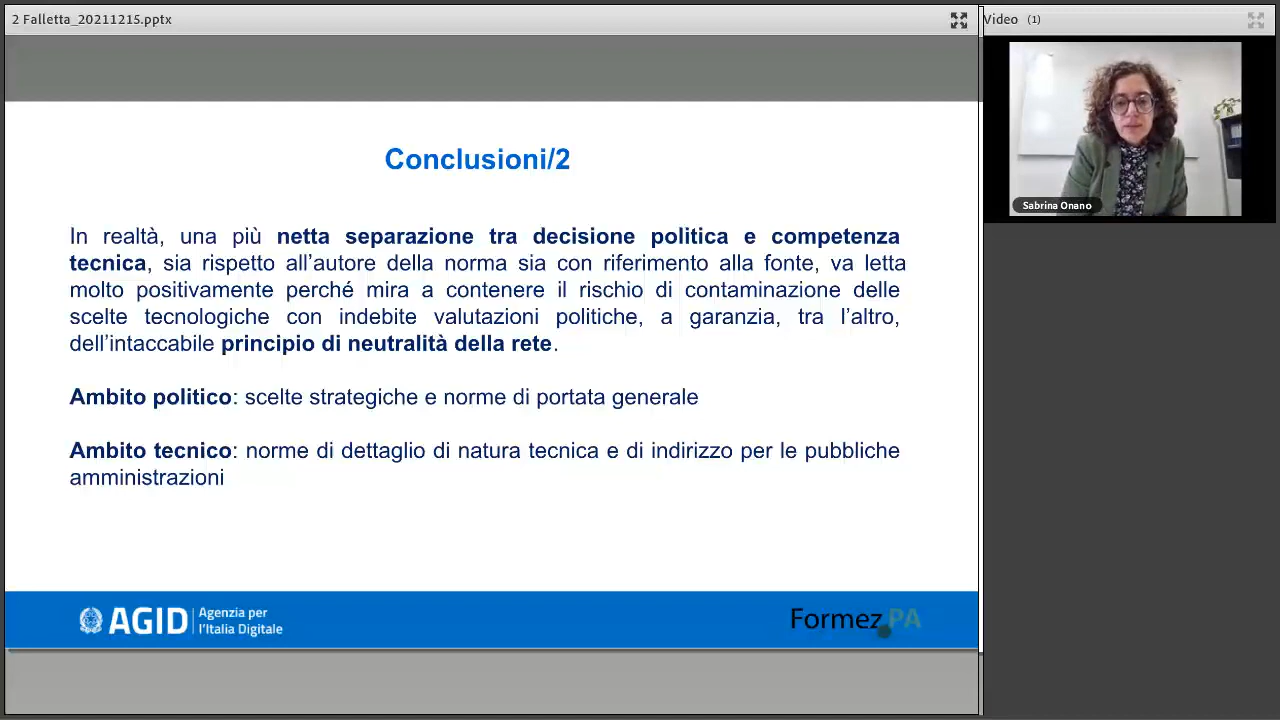 2 Falletta_20211215.pptx
Video (1)
Sabrina Onano
Conclusioni/2
In realtà, una più netta separazione tra decisione politica e competenza
tecnica, sia rispetto all’autore della norma sia con riferimento alla fonte, va letta
molto positivamente perché mira a contenere il rischio di contaminazione delle
scelte tecnologiche con indebite valutazioni politiche, a garanzia, tra l’altro,
dell’intaccabile principio di neutralità della rete.
Ambito politico: scelte strategiche e norme di portata generale
Ambito tecnico: norme di dettaglio di natura tecnica e di indirizzo per le pubbliche
amministrazioni
AGID
Agenzia per
l’Italia Digitale
Formez PA